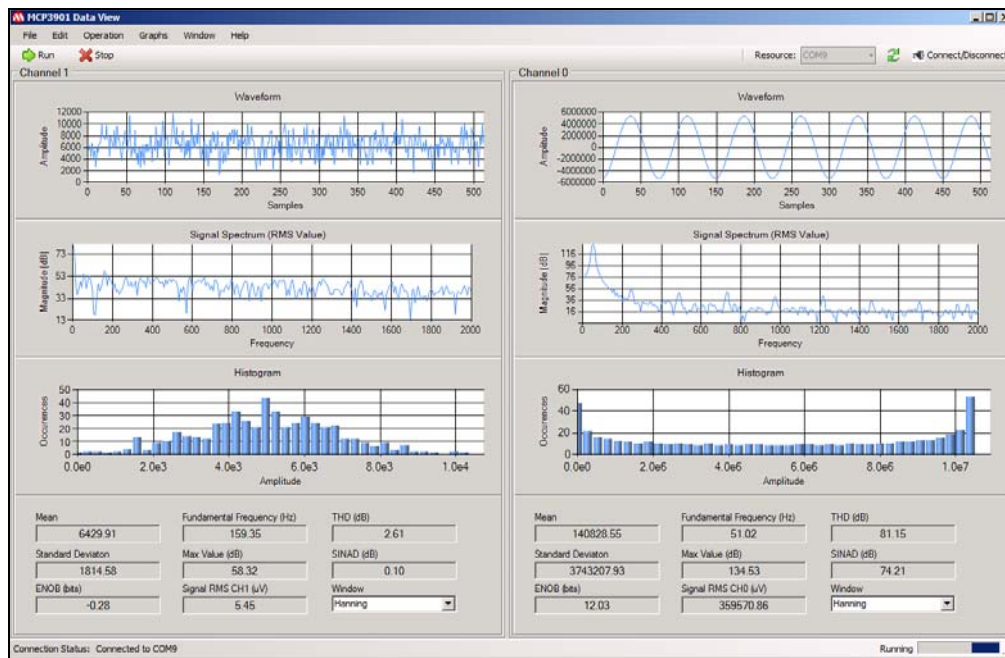 MCP3901 Data View
File Edit Operation Graphs Window Help
Run Stop Resource: COM9 Connect/Disconnect
Channel 1
Waveform
Amplitude
12000
10000
8000
6000
4000
2000
0
0 50 100 150 200 250 300 350 400 450 500
Samples
Signal Spectrum (RMS Value)
Magnitude (dB)
73
53
33
13
0 200 400 600 800 1000 1200 1400 1600 1800 2000
Frequency
Histogram
Occurences
50
40
30
20
10
0
0.0e0 2.0e3 4.0e3 6.0e3 8.0e3 1.0e4
Amplitude
Mean Fundamental Frequency (Hz) THD (dB)
6429.91 159.35 2.61
Standard Deviaton Max Value (dB) SINAD (dB)
1814.58 58.32 0.10
ENOB (bits) Signal RMS CH1 (uV) Window
-0.28 5.45 Hanning
Channel 0
Waveform
Amplitude
6000000
4000000
2000000
0
-2000000
-4000000
-6000000
0 50 100 150 200 250 300 350 400 450 500
Samples
Signal Spectrum (RMS Value)
Magnitude (dB)
116
96
76
56
36
16
0 200 400 600 800 1000 1200 1400 1600 1800 2000
Frequency
Histogram
Occurences
60
40
20
0
0.0e0 2.0e6 4.0e6 6.0e6 8.0e6 1.0e7
Amplitude
Mean Fundamental Frequency (Hz) THD (dB)
140828.55 51.02 81.15
Standard Deviaton Max Value (dB) SINAD (dB)
3743207.93 134.53 74.21
ENOB (bits) Signal RMS CH0 (uV) Window
12.03 359570.86 Hanning
Connection Status: Connected to COM9 Running